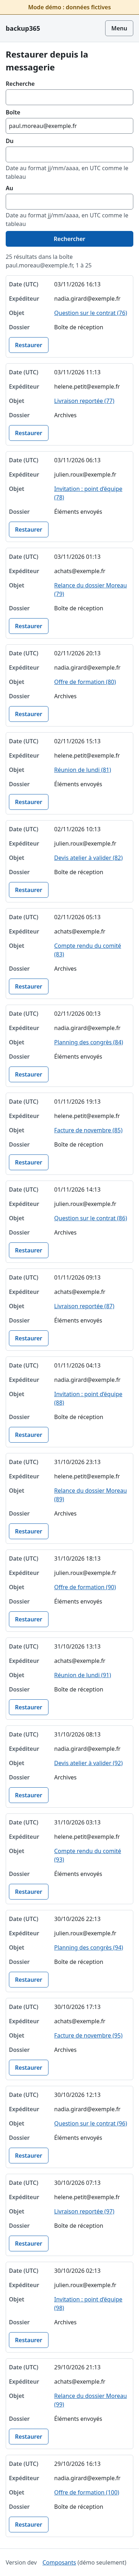 Mode démo : données fictives
backup365
Menu
Restaurer depuis la
messagerie
Recherche
Boîte
paul.moreau@exemple.fr
Du
Date au format jj/mm/aaaa, en UTC comme le
tableau
Au
Date au format jj/mm/aaaa, en UTC comme le
tableau
Rechercher
25 résultats dans la boîte
paul.moreau@exemple.fr, 1 à 25
Date (UTC) 03/11/2026 16:13
Expéditeur nadia.girard@exemple.fr
Objet Question sur le contrat (76)
Dossier Boîte de réception
Restaurer
Date (UTC) 03/11/2026 11:13
Expéditeur helene.petit@exemple.fr
Objet Livraison reportée (77)
Dossier Archives
Restaurer
Date (UTC) 03/11/2026 06:13
Expéditeur julien.roux@exemple.fr
Objet Invitation : point d'équipe
(78)
Dossier Éléments envoyés
Restaurer
Date (UTC) 03/11/2026 01:13
Expéditeur achats@exemple.fr
Objet Relance du dossier Moreau
(79)
Dossier Boîte de réception
Restaurer
Date (UTC) 02/11/2026 20:13
Expéditeur nadia.girard@exemple.fr
Objet Offre de formation (80)
Dossier Archives
Restaurer
Date (UTC) 02/11/2026 15:13
Expéditeur helene.petit@exemple.fr
Objet Réunion de lundi (81)
Dossier Éléments envoyés
Restaurer
Date (UTC) 02/11/2026 10:13
Expéditeur julien.roux@exemple.fr
Objet Devis atelier à valider (82)
Dossier Boîte de réception
Restaurer
Date (UTC) 02/11/2026 05:13
Expéditeur achats@exemple.fr
Objet Compte rendu du comité
(83)
Dossier Archives
Restaurer
Date (UTC) 02/11/2026 00:13
Expéditeur nadia.girard@exemple.fr
Objet Planning des congés (84)
Dossier Éléments envoyés
Restaurer
Date (UTC) 01/11/2026 19:13
Expéditeur helene.petit@exemple.fr
Objet Facture de novembre (85)
Dossier Boîte de réception
Restaurer
Date (UTC) 01/11/2026 14:13
Expéditeur julien.roux@exemple.fr
Objet Question sur le contrat (86)
Dossier Archives
Restaurer
Date (UTC) 01/11/2026 09:13
Expéditeur achats@exemple.fr
Objet Livraison reportée (87)
Dossier Éléments envoyés
Restaurer
Date (UTC) 01/11/2026 04:13
Expéditeur nadia.girard@exemple.fr
Objet Invitation : point d'équipe
(88)
Dossier Boîte de réception
Restaurer
Date (UTC) 31/10/2026 23:13
Expéditeur helene.petit@exemple.fr
Objet Relance du dossier Moreau
(89)
Dossier Archives
Restaurer
Date (UTC) 31/10/2026 18:13
Expéditeur julien.roux@exemple.fr
Objet Offre de formation (90)
Dossier Éléments envoyés
Restaurer
Date (UTC) 31/10/2026 13:13
Expéditeur achats@exemple.fr
Objet Réunion de lundi (91)
Dossier Boîte de réception
Restaurer
Date (UTC) 31/10/2026 08:13
Expéditeur nadia.girard@exemple.fr
Objet Devis atelier à valider (92)
Dossier Archives
Restaurer
Date (UTC) 31/10/2026 03:13
Expéditeur helene.petit@exemple.fr
Objet Compte rendu du comité
(93)
Dossier Éléments envoyés
Restaurer
Date (UTC) 30/10/2026 22:13
Expéditeur julien.roux@exemple.fr
Objet Planning des congés (94)
Dossier Boîte de réception
Restaurer
Date (UTC) 30/10/2026 17:13
Expéditeur achats@exemple.fr
Objet Facture de novembre (95)
Dossier Archives
Restaurer
Date (UTC) 30/10/2026 12:13
Expéditeur nadia.girard@exemple.fr
Objet Question sur le contrat (96)
Dossier Éléments envoyés
Restaurer
Date (UTC) 30/10/2026 07:13
Expéditeur helene.petit@exemple.fr
Objet Livraison reportée (97)
Dossier Boîte de réception
Restaurer
Date (UTC) 30/10/2026 02:13
Expéditeur julien.roux@exemple.fr
Objet Invitation : point d'équipe
(98)
Dossier Archives
Restaurer
Date (UTC) 29/10/2026 21:13
Expéditeur achats@exemple.fr
Objet Relance du dossier Moreau
(99)
Dossier Éléments envoyés
Restaurer
Date (UTC) 29/10/2026 16:13
Expéditeur nadia.girard@exemple.fr
Objet Offre de formation (100)
Dossier Boîte de réception
Restaurer
Version dev Composants (démo seulement)